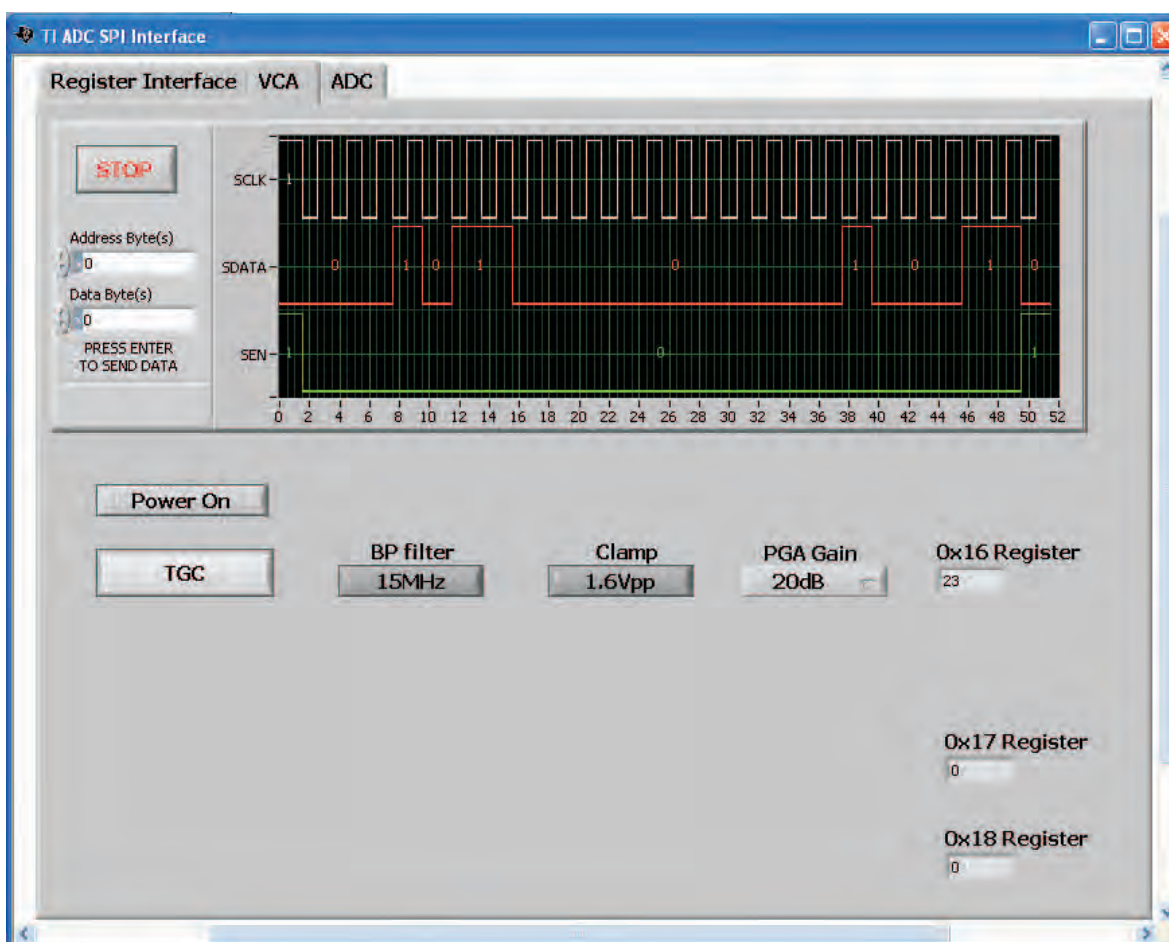 TI ADC SPI Interface
Register Interface VCA ADC
STOP
Address Byte(s)
0
Data Byte(s)
0
PRESS ENTER
TO SEND DATA
SCLK
1
SDATA
0 1 0 1 0 1 0 1 0
SEN
1 0 1
0 2 4 6 8 10 12 14 16 18 20 22 24 26 28 30 32 34 36 38 40 42 44 46 48 50 52
Power On
TGC
BP filter
15MHz
Clamp
1.6Vpp
PGA Gain
20dB
0x16 Register
23
0x17 Register
0
0x18 Register
0